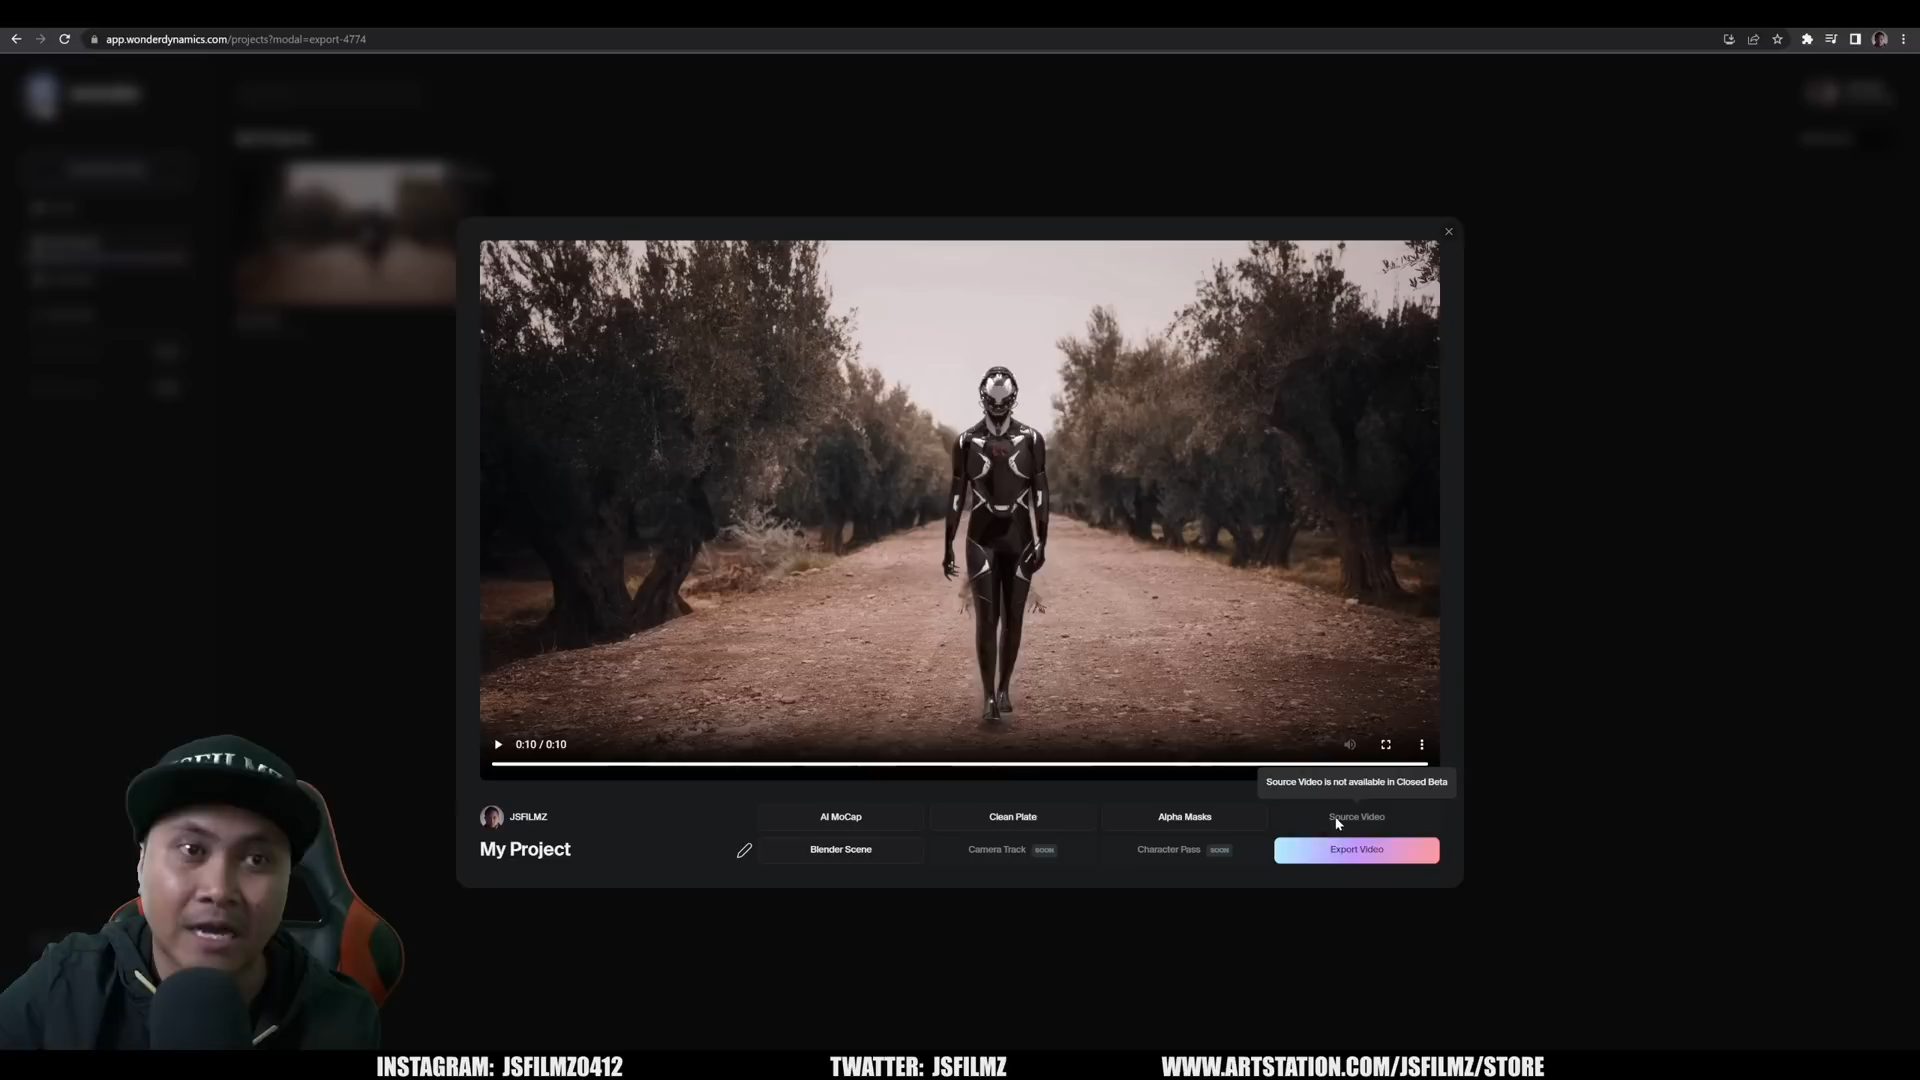 app.wonderdynamics.com/projects?modal=export-4774
0:10 / 0:10
Source Video is not available in Closed Beta
JSFILMZ
AI MoCap
Clean Plate
Alpha Masks
Source Video
My Project
Blender Scene
Camera Track SOON
Character Pass SOON
Export Video
JSFILMZ
INSTAGRAM: JSFILMZ0412
TWATTER: JSFILMZ
WWW.ARTSTATION.COM/JSFILMZ/STORE